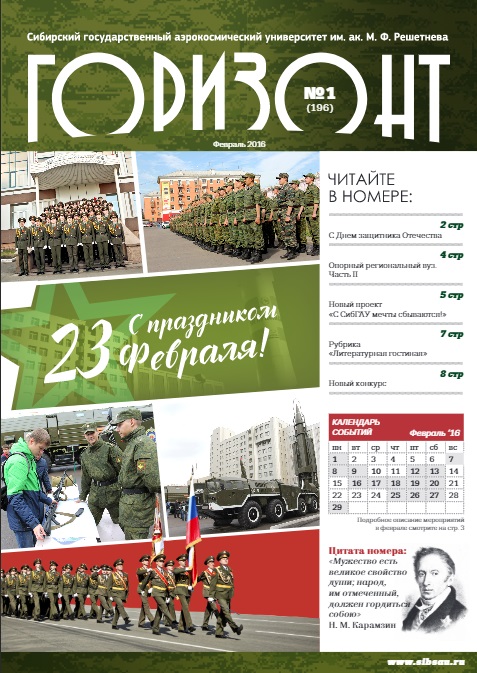 Сибирский государственный аэрокосмический университет им. ак. М. Ф. Решетнева
ГОРИЗОНТ
№1
(196)
Февраль 2016
ЧИТАЙТЕ
В НОМЕРЕ:
2 стр
С Днем защитника Отечества
4 стр
Опорный региональный вуз.
Часть II
5 стр
Новый проект
«С СибГАУ мечты сбываются!»
7 стр
Рубрика
«Литературная гостиная»
8 стр
Новый конкурс
С праздником
23 Февраля!
КАЛЕНДАРЬ
СОБЫТИЙ Февраль '16
пн вт ср чт пт сб вс
1 2 3 4 5 6 7
8 9 10 11 12 13 14
15 16 17 18 19 20 21
22 23 24 25 26 27 28
29
Подробное описание мероприятий
в феврале смотрите на стр. 3
Цитата номера:
«Мужество есть
великое свойство
души; народ,
им отмеченный,
должен гордиться
собою»
Н. М. Карамзин
www.sibsau.ru